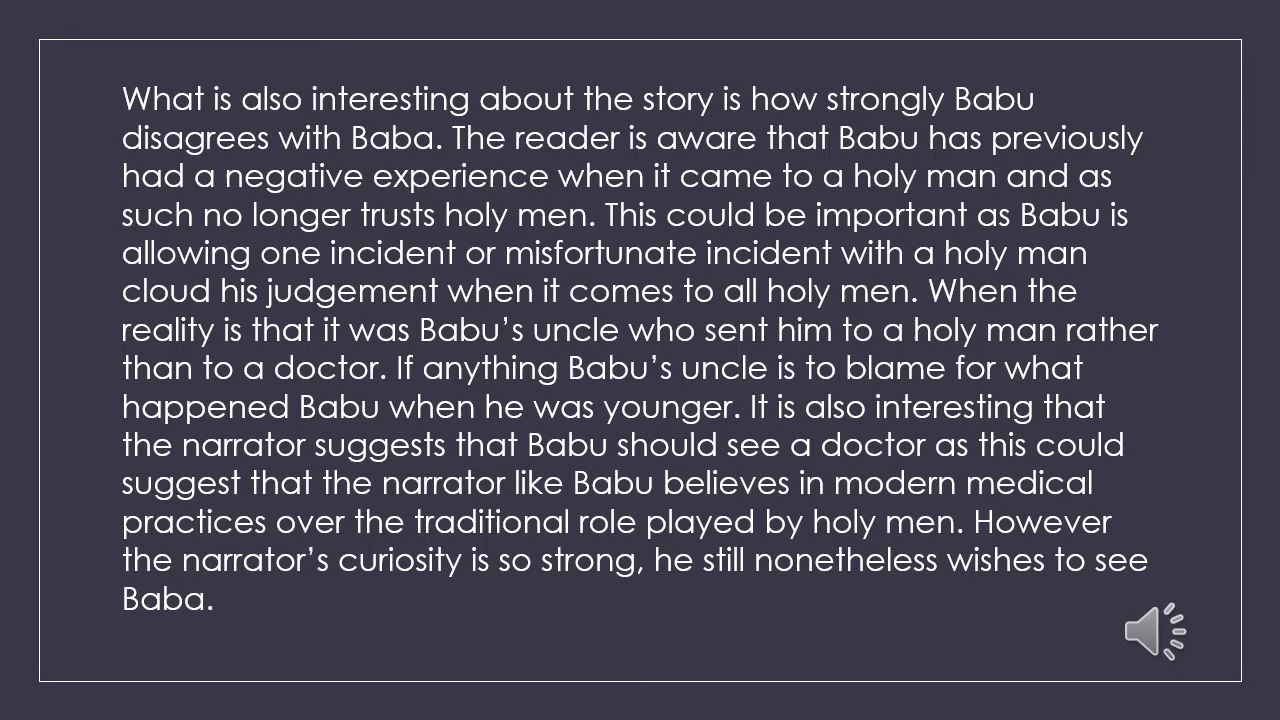 What is also interesting about the story is how strongly Babu
disagrees with Baba. The reader is aware that Babu has previously
had a negative experience when it came to a holy man and as
such no longer trusts holy men. This could be important as Babu is
allowing one incident or misfortunate incident with a holy man
cloud his judgement when it comes to all holy men. When the
reality is that it was Babu’s uncle who sent him to a holy man rather
than to a doctor. If anything Babu’s uncle is to blame for what
happened Babu when he was younger. It is also interesting that
the narrator suggests that Babu should see a doctor as this could
suggest that the narrator like Babu believes in modern medical
practices over the traditional role played by holy men. However
the narrator’s curiosity is so strong, he still nonetheless wishes to see
Baba.